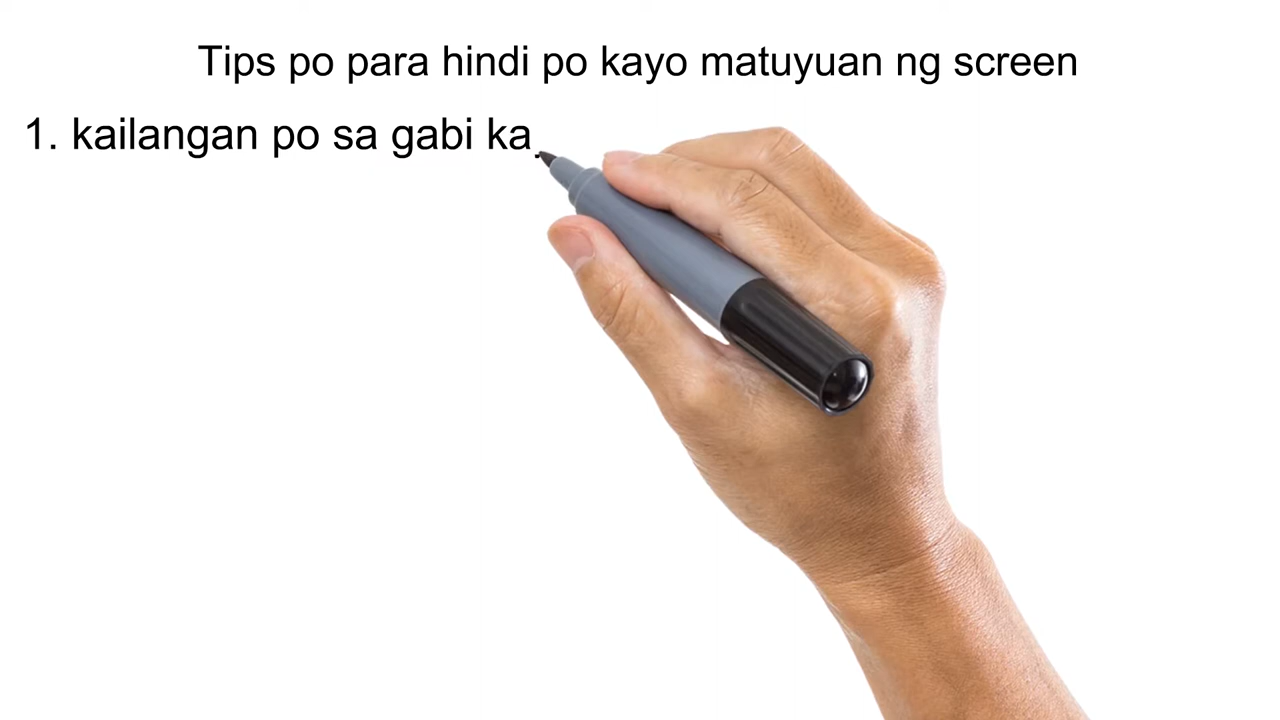 Tips po para hindi po kayo matuyuan ng screen
1. kailangan po sa gabi ka